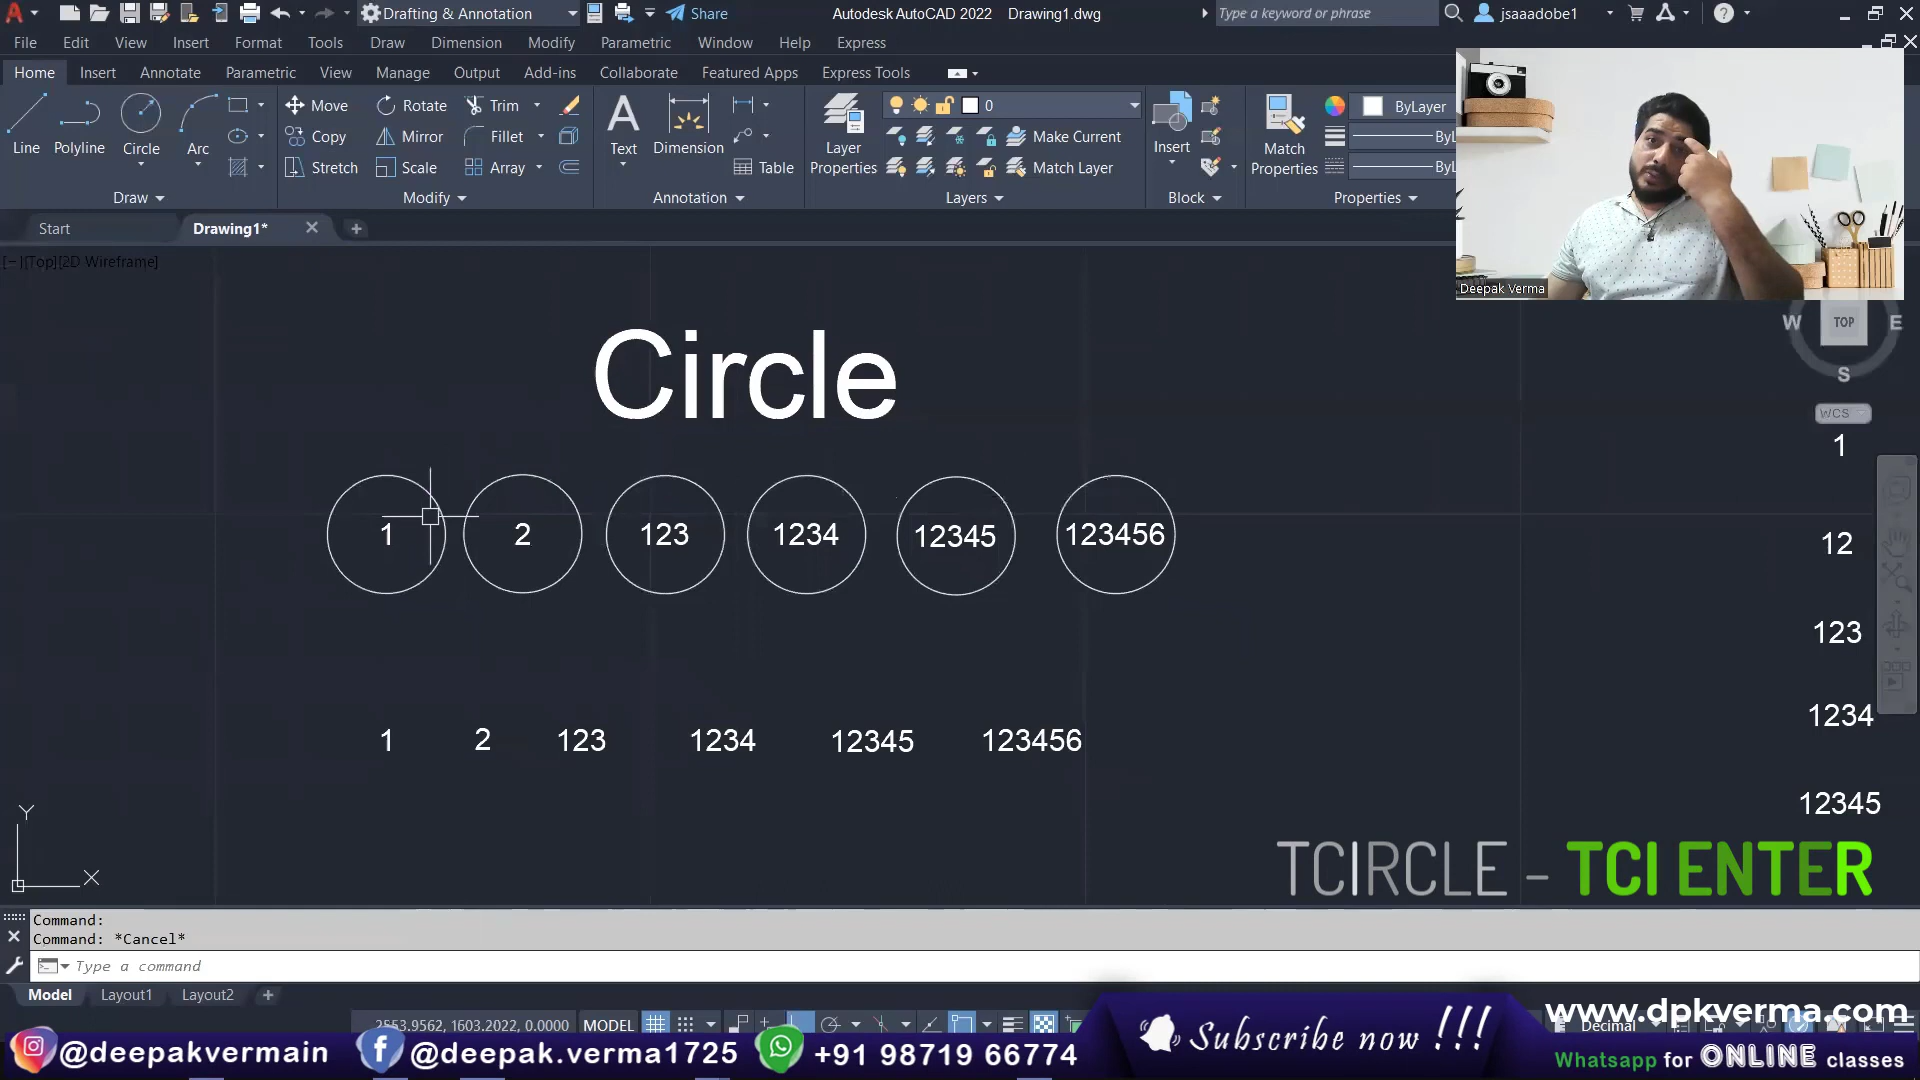 Drafting & Annotation
Share
Autodesk AutoCAD 2022 Drawing1.dwg
Type a keyword or phrase
jsaaadobe1
File Edit View Insert Format Tools Draw Dimension Modify Parametric Window Help Express
Home Insert Annotate Parametric View Manage Output Add-ins Collaborate Featured Apps Express Tools
Move Rotate Trim 0 ByLayer
Copy Mirror Fillet Make Current
Line Polyline Circle Arc Text Dimension Layer Properties Insert Match Properties
Stretch Scale Array Table Match Layer
Draw Modify Annotation Layers Block Properties
Start Drawing1*
[−][Top][2D Wireframe]
Deepak Verma
W TOP E
S
WCS
Circle
1 2 123 1234 12345 123456
1 2 123 1234 12345 123456
1
12
123
1234
12345
TCIRCLE – TCI ENTER
Y
X
Command:
Command: *Cancel*
Type a command
Model Layout1 Layout2
2553.9562, 1603.2022, 0.0000 MODEL
Decimal
@deepakvermain
@deepak.verma1725
+91 98719 66774
Subscribe now !!!
www.dpkverma.com
Whatsapp for ONLINE classes